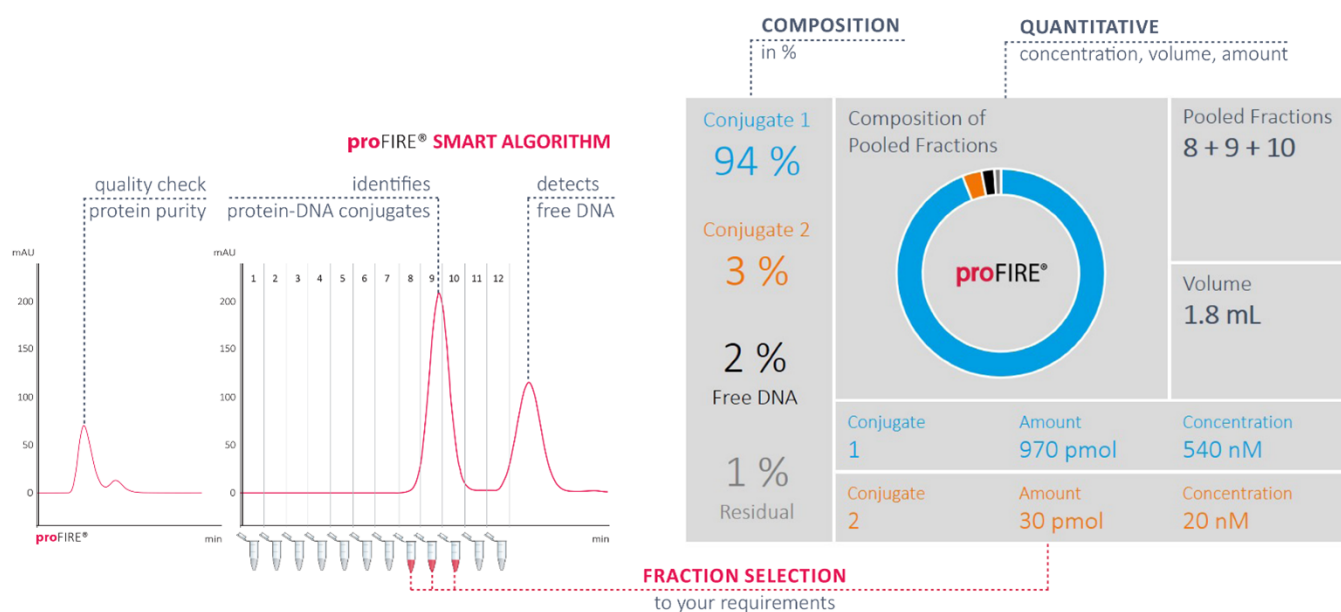 COMPOSITION
in %
QUANTITATIVE
concentration, volume, amount
proFIRE® SMART ALGORITHM
quality check
protein purity
identifies
protein-DNA conjugates
detects
free DNA
mAU
200
150
100
50
0
proFIRE®
min
mAU
1 2 3 4 5 6 7 8 9 10 11 12
200
150
100
50
0
min
Conjugate 1
94 %
Conjugate 2
3 %
2 %
Free DNA
1 %
Residual
Composition of
Pooled Fractions
proFIRE®
Pooled Fractions
8 + 9 + 10
Volume
1.8 mL
Conjugate Amount Concentration
1 970 pmol 540 nM
Conjugate Amount Concentration
2 30 pmol 20 nM
FRACTION SELECTION
to your requirements